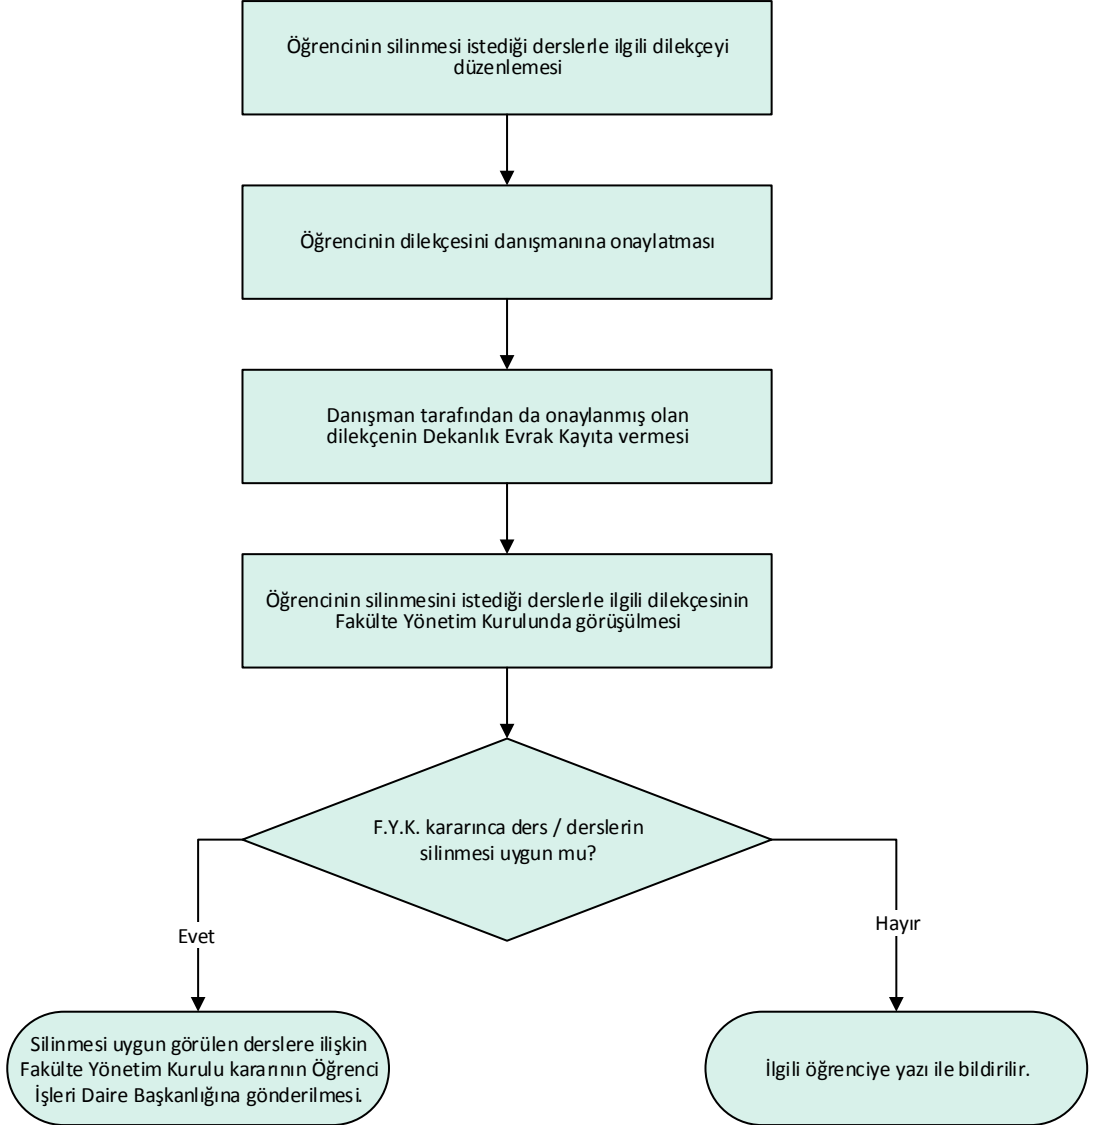 Öğrencinin silinmesi istediği derslerle ilgili dilekçeyi
düzenlemesi
Öğrencinin dilekçesini danışmanına onaylatması
Danışman tarafından da onaylanmış olan
dilekçenin Dekanlık Evrak Kayıta vermesi
Öğrencinin silinmesini istediği derslerle ilgili dilekçesinin
Fakülte Yönetim Kurulunda görüşülmesi
F.Y.K. kararınca ders / derslerin
silinmesi uygun mu?
Evet
Hayır
Silinmesi uygun görülen derslere ilişkin
Fakülte Yönetim Kurulu kararının Öğrenci
İşleri Daire Başkanlığına gönderilmesi.
İlgili öğrenciye yazı ile bildirilir.